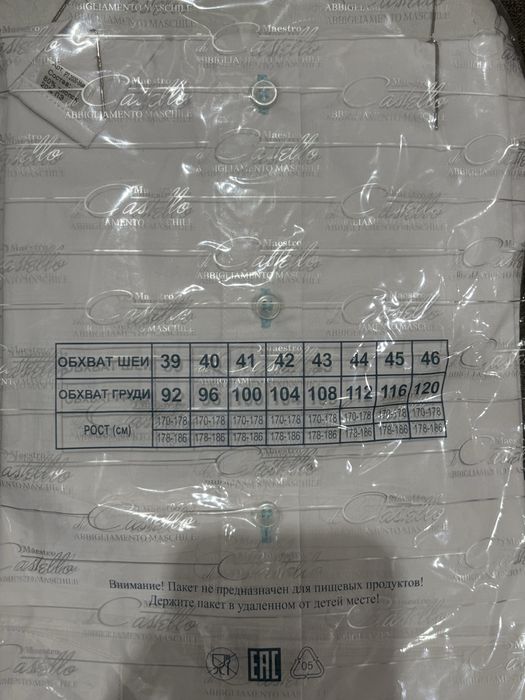 Maestro
di Castello
ABBIGLIAMENTO MASCHILE
ОБХВАТ ШЕИ 39 40 41 42 43 44 45 46
ОБХВАТ ГРУДИ 92 96 100 104 108 112 116 120
РОСТ (см) 170-178 170-178 170-178 170-178 170-178 170-178 170-178 170-178
178-186 178-186 178-186 178-186 178-186 178-186 178-186 178-186
Внимание! Пакет не предназначен для пищевых продуктов!
Держите пакет в удаленном от детей месте!
EAC
05